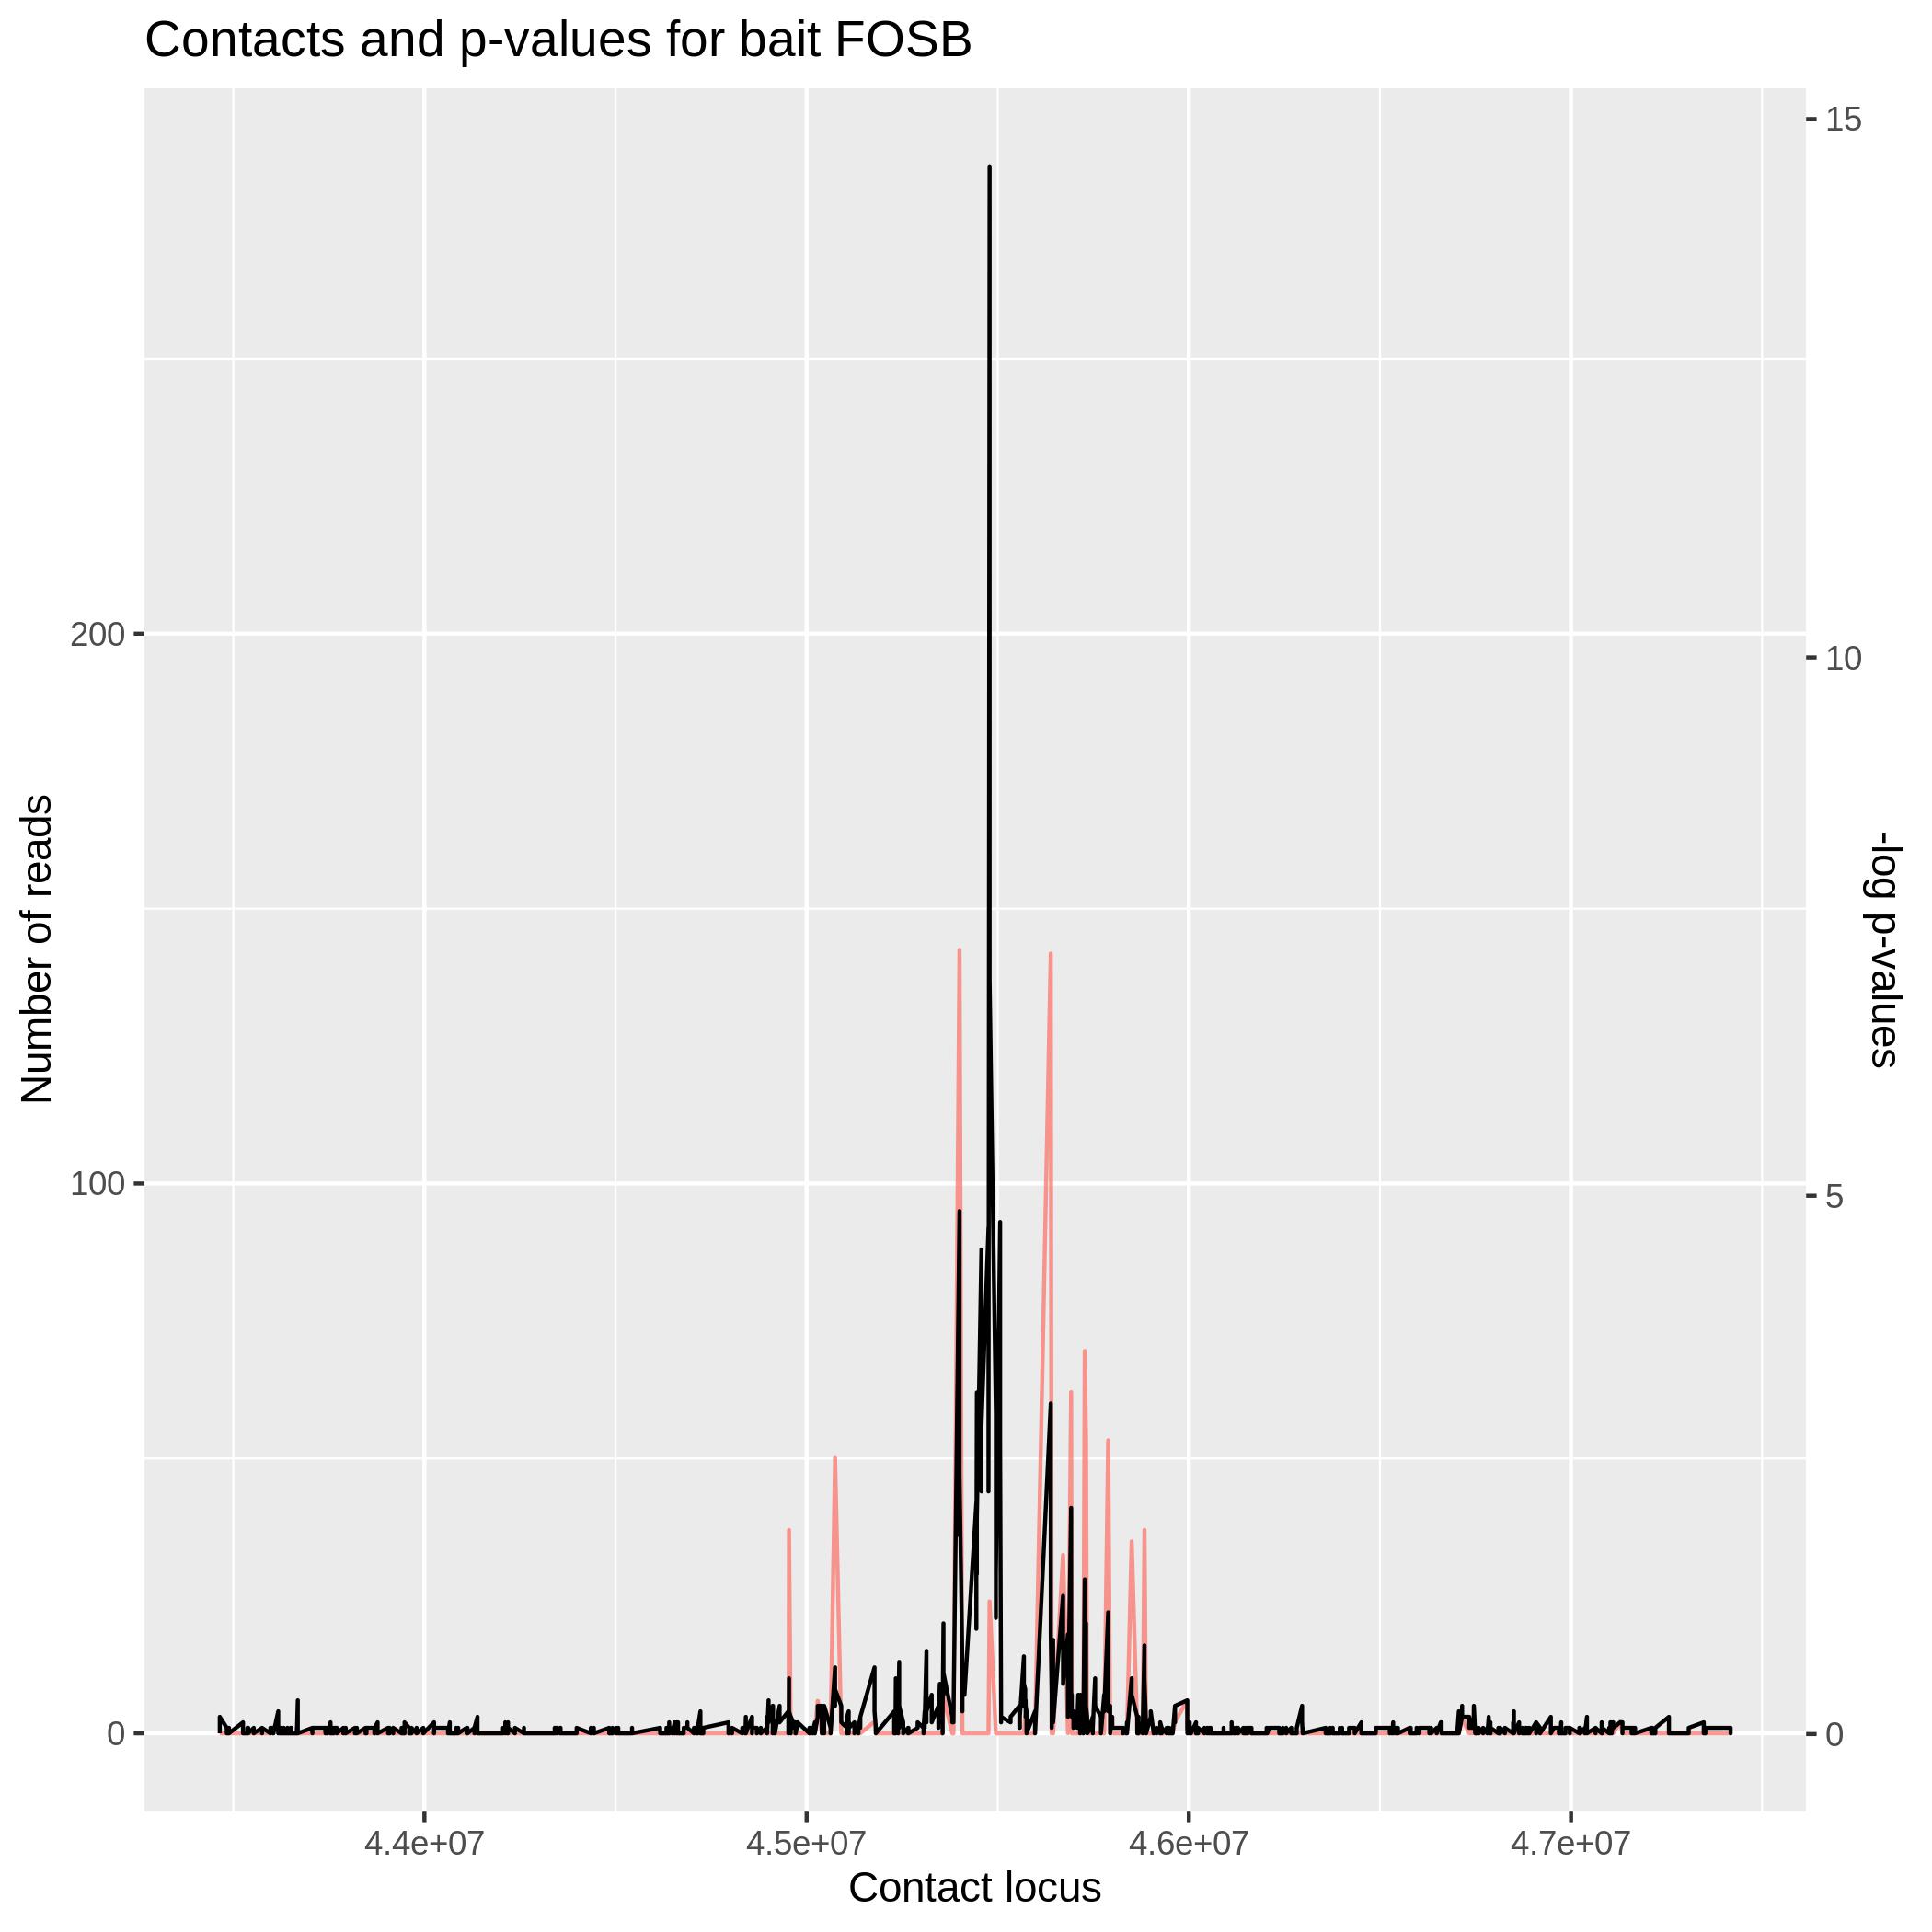 Contacts and p-values for bait FOSB
Number of reads
200
100
0
15
10
5
0
-log p-values
4.4e+07
4.5e+07
4.6e+07
4.7e+07
Contact locus